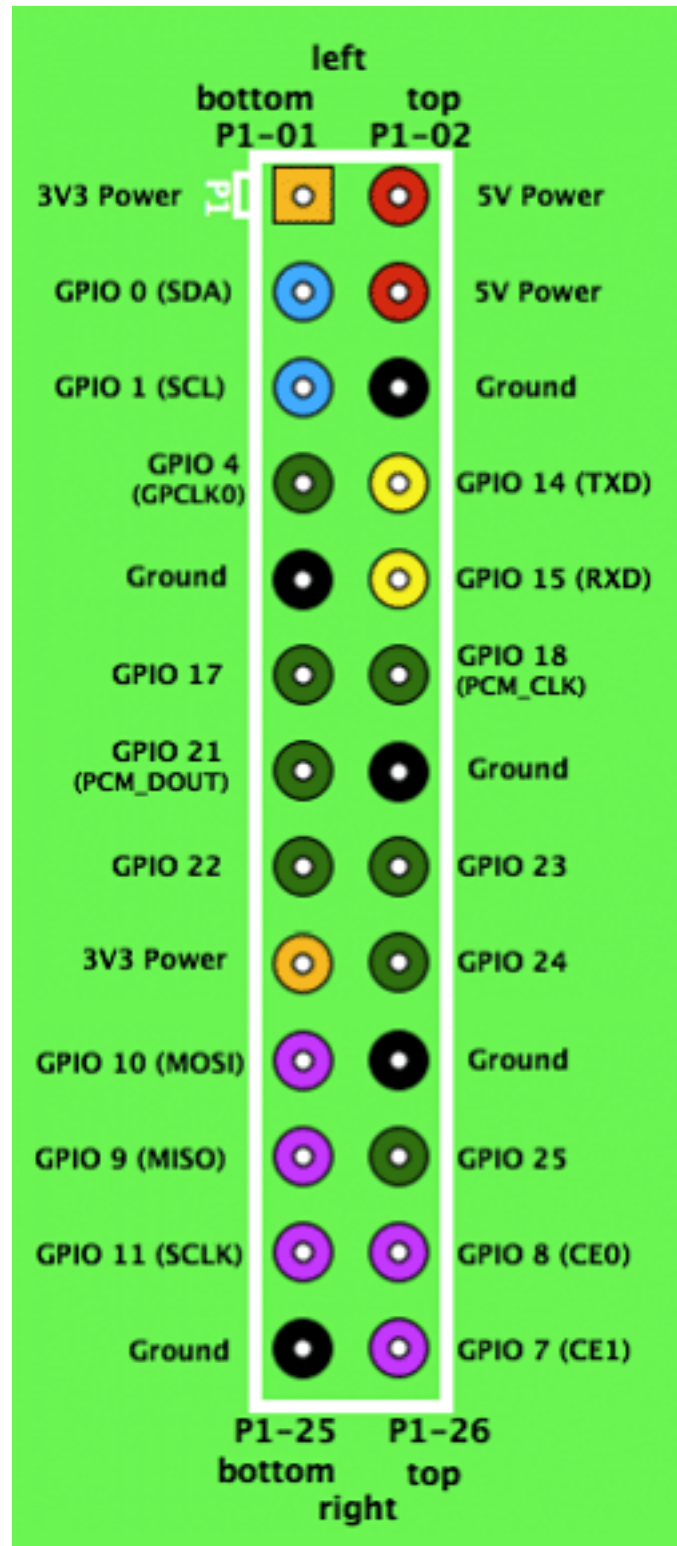 left
bottom top
P1-01 P1-02
3V3 Power P1 5V Power
GPIO 0 (SDA) 5V Power
GPIO 1 (SCL) Ground
GPIO 4
(GPCLK0) GPIO 14 (TXD)
Ground GPIO 15 (RXD)
GPIO 17 GPIO 18
(PCM_CLK)
GPIO 21
(PCM_DOUT) Ground
GPIO 22 GPIO 23
3V3 Power GPIO 24
GPIO 10 (MOSI) Ground
GPIO 9 (MISO) GPIO 25
GPIO 11 (SCLK) GPIO 8 (CE0)
Ground GPIO 7 (CE1)
P1-25 P1-26
bottom top
right